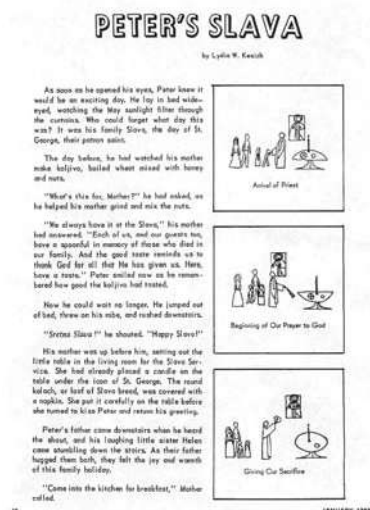 PETER'S SLAVA
by Lydia W. Kesich
As soon as he opened his eyes, Peter knew it
would be an exciting day. He lay in bed wide-
eyed, watching the May sunlight filter through
the curtains. Who could forget what day this
was? It was his family Slava, the day of St.
George, their patron saint.
The day before, he had watched his mother
make koljivo, boiled wheat mixed with honey
and nuts.
"What's this for, Mother?" he had asked, as
he helped his mother grind and mix the nuts.
"We always have it at the Slava," his mother
had answered. "Each of us, and our guests too,
have a spoonful in memory of those who died in
our family. And the good taste reminds us to
thank God for all that He has given us. Here,
have a taste." Peter smiled now as he remem-
bered how good the koljivo had tasted.
Now he could wait no longer. He jumped out
of bed, threw on his robe, and rushed downstairs.
"Sretna Slava!" he shouted. "Happy Slava!"
His mother was up before him, setting out the
little table in the living room for the Slava Ser-
vice. She had already placed a candle on the
table under the icon of St. George. The round
kolach, or loaf of Slava bread, was covered with
a napkin. She put it carefully on the table before
she turned to kiss Peter and return his greeting.
Peter's father came downstairs when he heard
the shout, and his laughing little sister Helen
came stumbling down the stairs. As their father
hugged them both, they felt the joy and warmth
of this family holiday.
"Come into the kitchen for breakfast," Mother
called.
Arrival of Priest
Beginning of Our Prayer to God
Giving Our Sacrifice
JANUARY